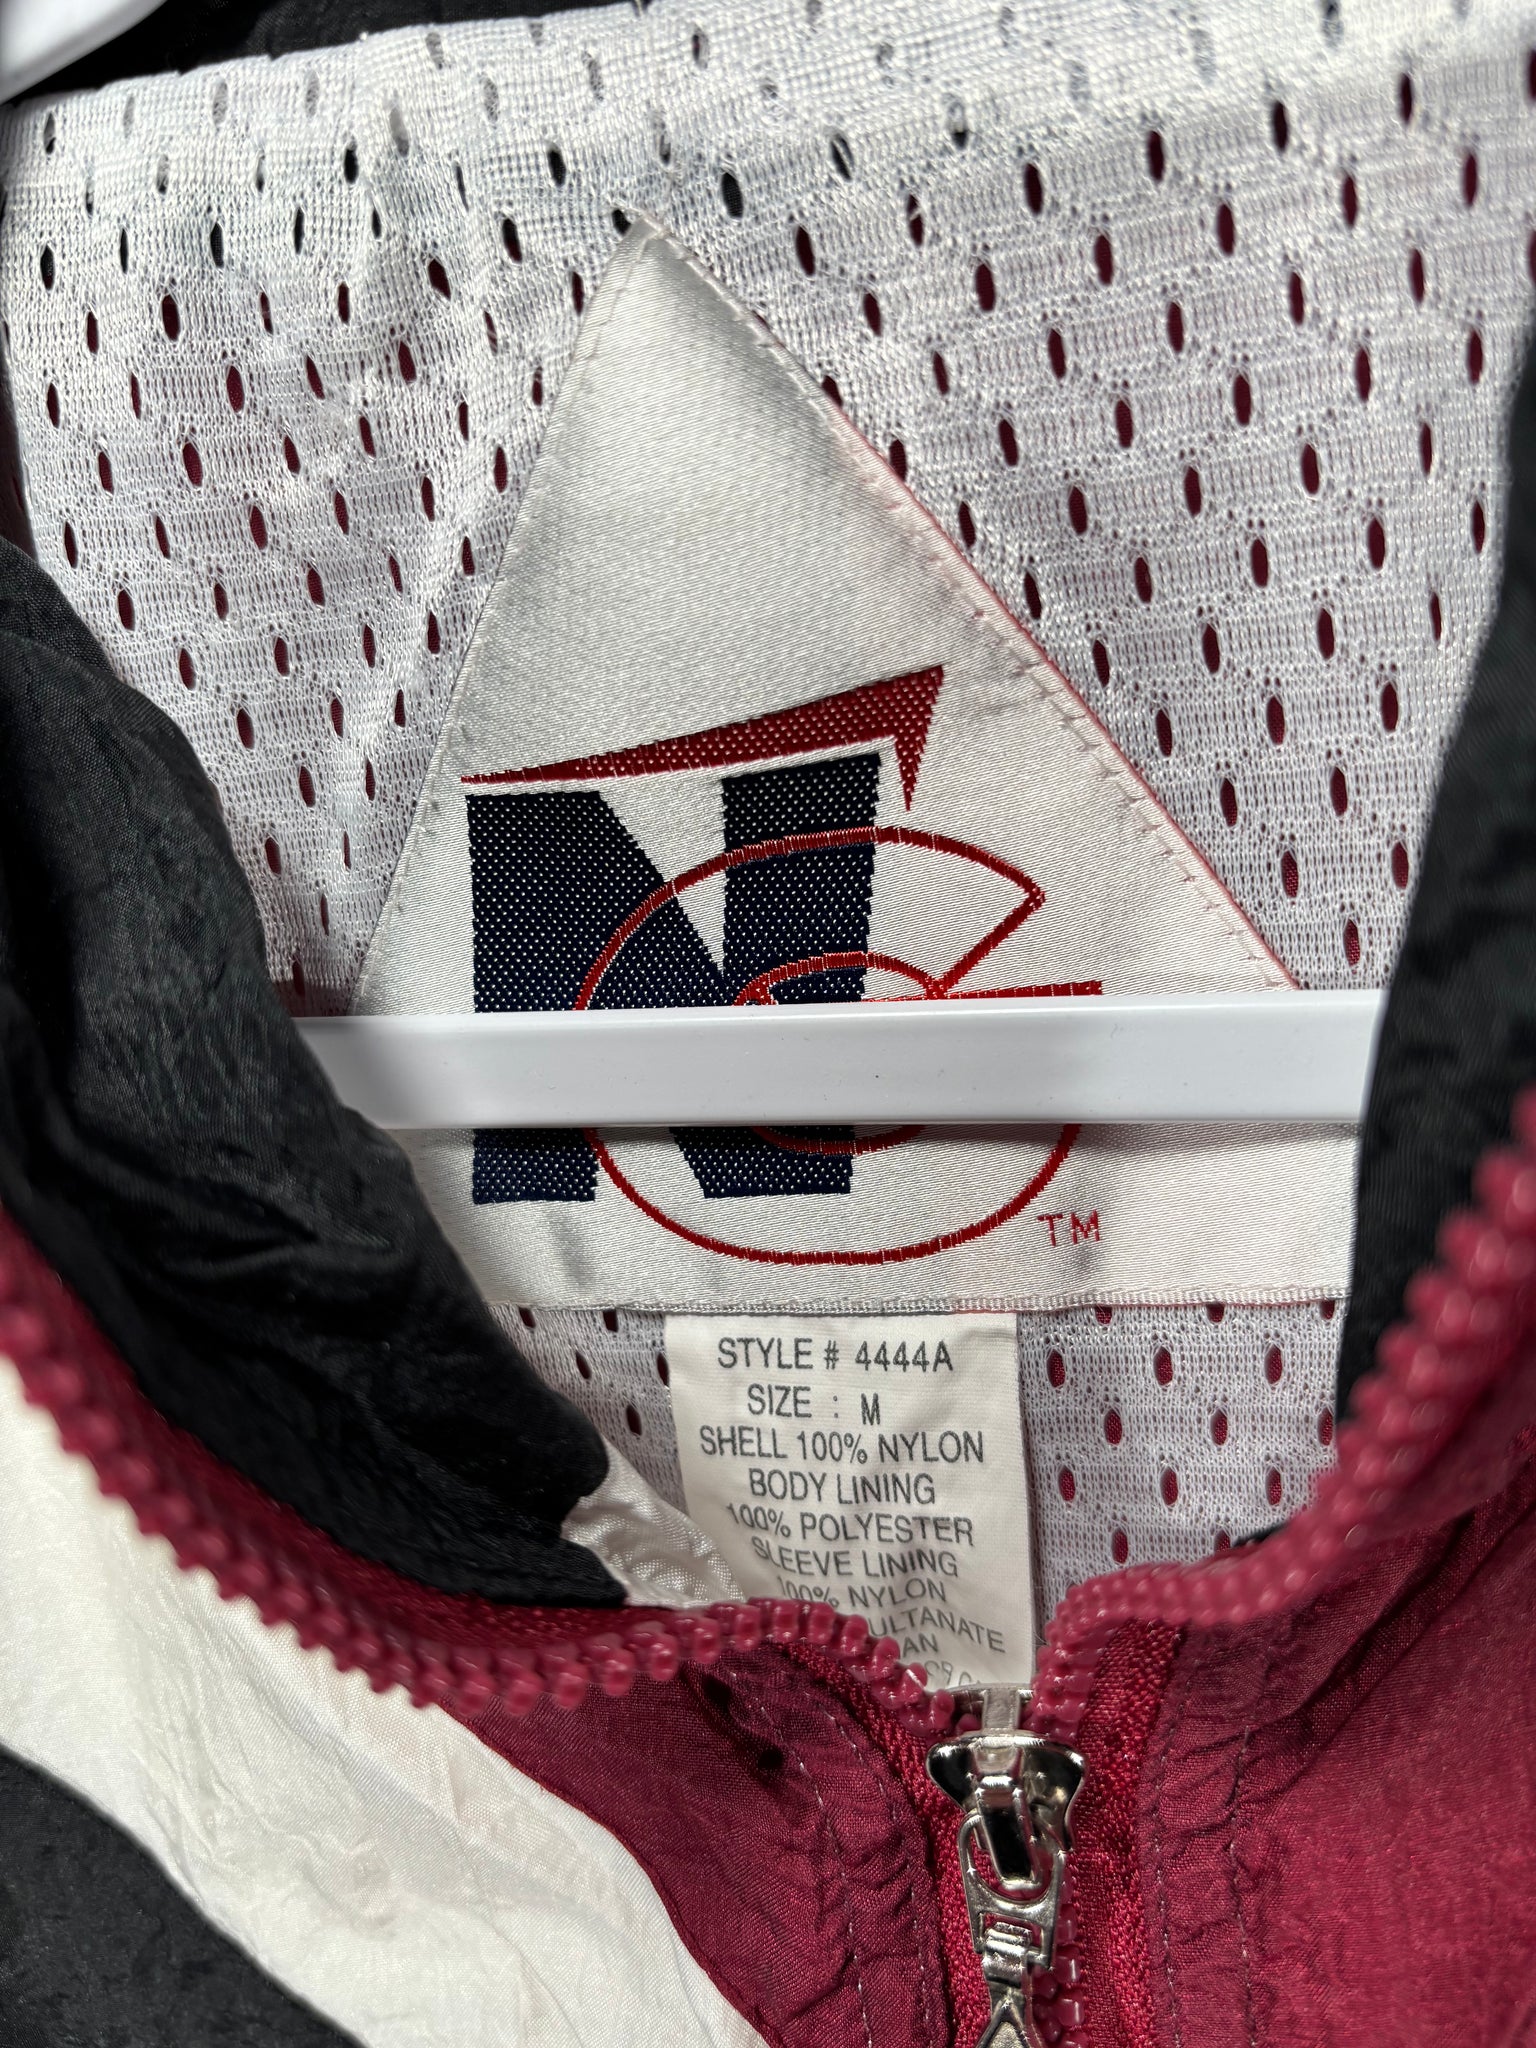 N
TM
STYLE # 4444A
SIZE : M
SHELL 100% NYLON
BODY LINING
100% POLYESTER
SLEEVE LINING
100% NYLON